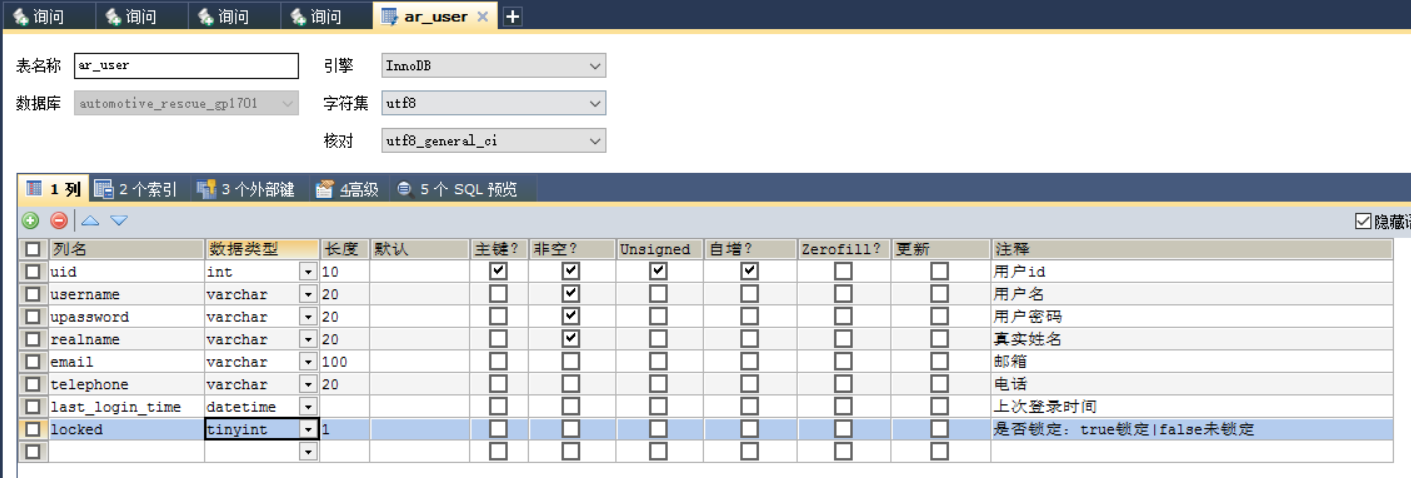 询问 询问 询问 询问 ar_user
表名称 ar_user 引擎 InnoDB
数据库 automotive_rescue_gp1701 字符集 utf8
核对 utf8_general_ci
1 列 2 个索引 3 个外部键 4高级 5 个 SQL 预览
隐藏
列名 数据类型 长度 默认 主键? 非空? Unsigned 自增? Zerofill? 更新 注释
uid int 10 用户id
username varchar 20 用户名
upassword varchar 20 用户密码
realname varchar 20 真实姓名
email varchar 100 邮箱
telephone varchar 20 电话
last_login_time datetime 上次登录时间
locked tinyint 1 是否锁定: true锁定|false未锁定